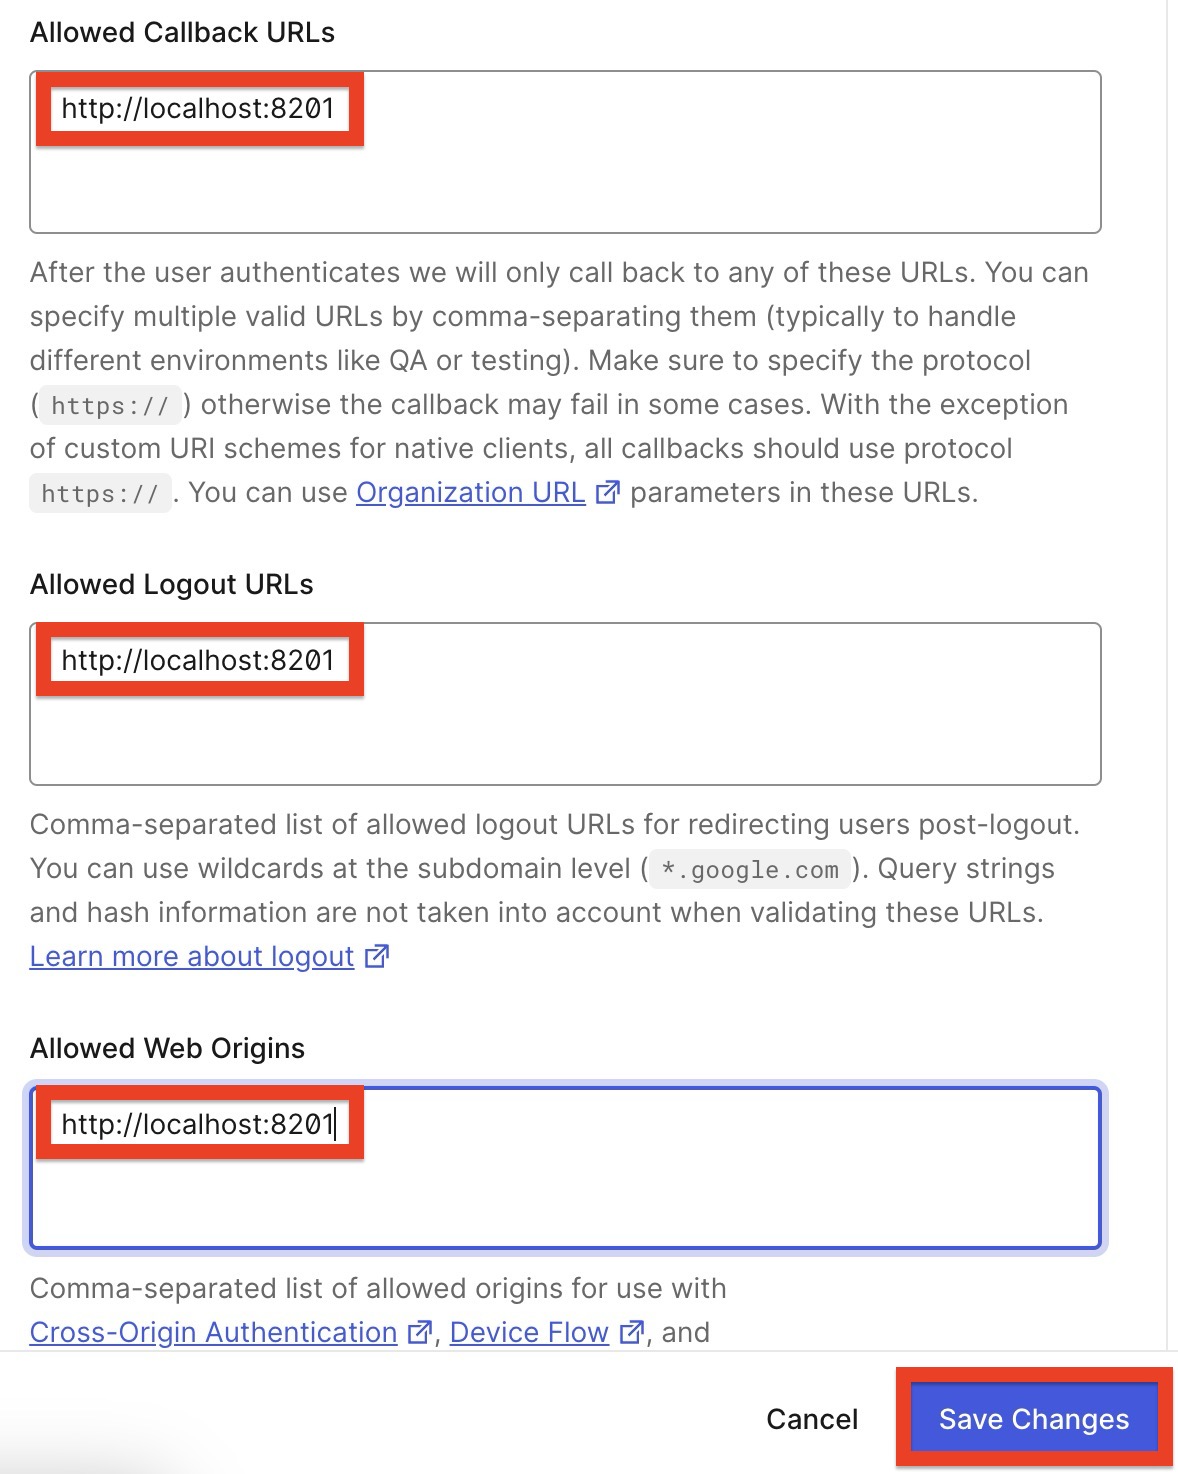 Allowed Callback URLs
http://localhost:8201
After the user authenticates we will only call back to any of these URLs. You can
specify multiple valid URLs by comma-separating them (typically to handle
different environments like QA or testing). Make sure to specify the protocol
( https:// ) otherwise the callback may fail in some cases. With the exception
of custom URI schemes for native clients, all callbacks should use protocol
https:// . You can use Organization URL parameters in these URLs.
Allowed Logout URLs
http://localhost:8201
Comma-separated list of allowed logout URLs for redirecting users post-logout.
You can use wildcards at the subdomain level ( *.google.com ). Query strings
and hash information are not taken into account when validating these URLs.
Learn more about logout
Allowed Web Origins
http://localhost:8201
Comma-separated list of allowed origins for use with
Cross-Origin Authentication , Device Flow , and
Cancel
Save Changes